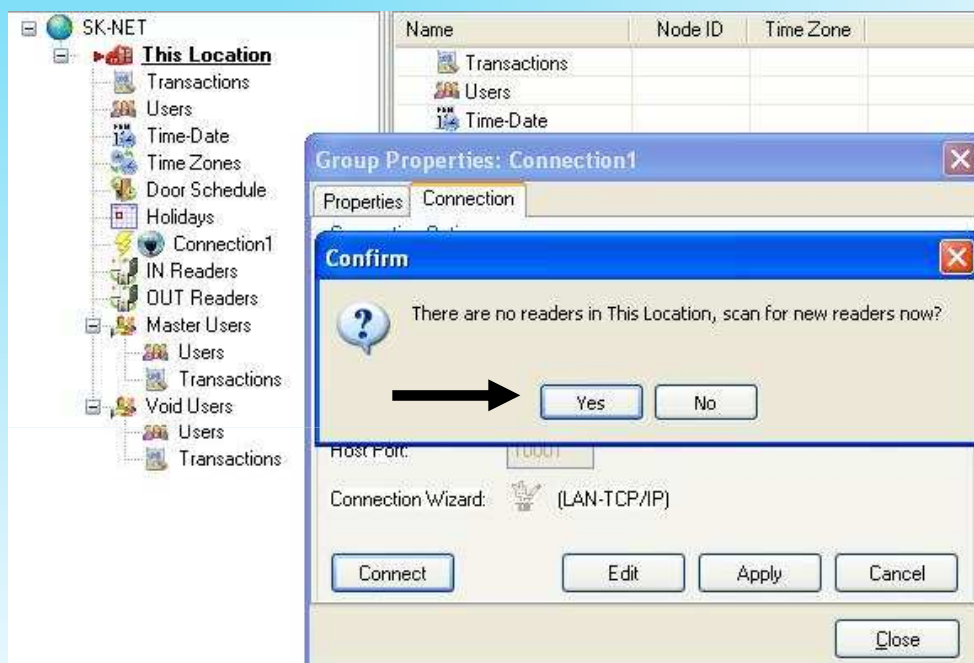 SK-NET
This Location
Transactions
Users
Time-Date
Time Zones
Door Schedule
Holidays
Connection1
IN Readers
OUT Readers
Master Users
Users
Transactions
Void Users
Users
Transactions
Name Node ID Time Zone
Transactions
Users
Time-Date
Group Properties: Connection1
Properties Connection
Confirm
There are no readers in This Location, scan for new readers now?
Yes No
Host Port: 10001
Connection Wizard: (LAN-TCP/IP)
Connect Edit Apply Cancel
Close